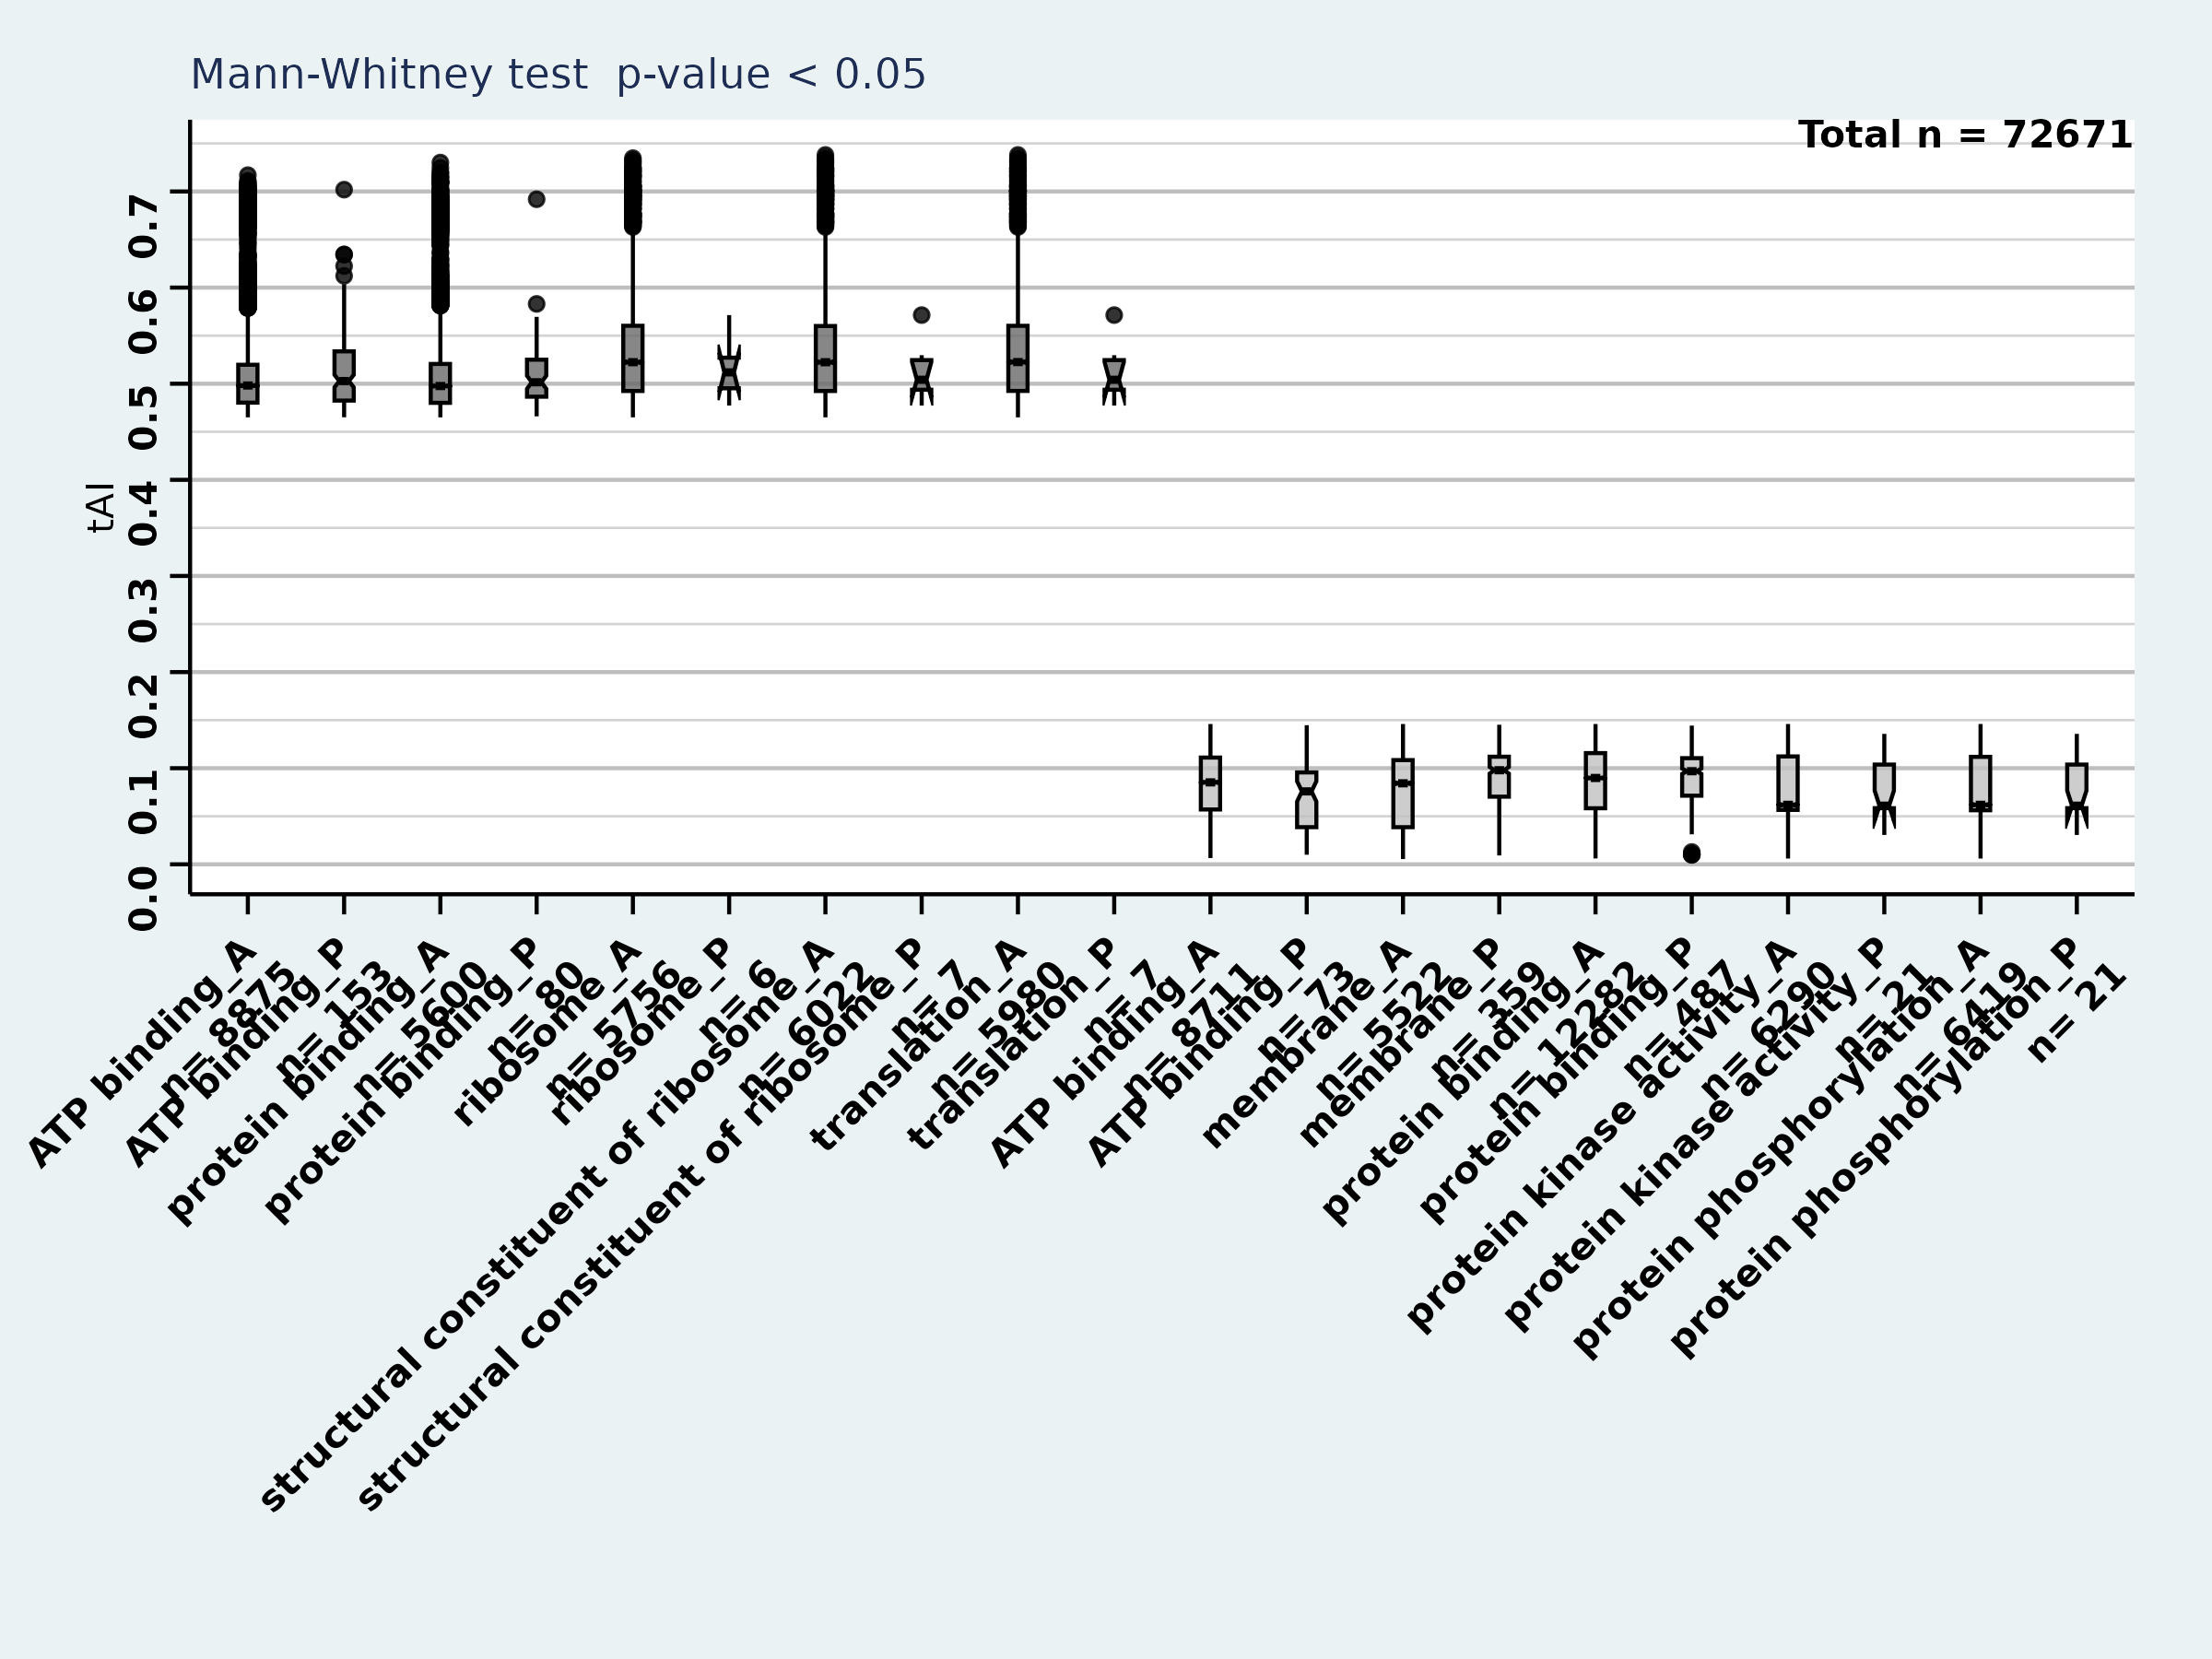 Mann-Whitney test  p-value < 0.05
Total n = 72671
tAI
0.7
0.6
0.5
0.4
0.3
0.2
0.1
0.0
ATP binding_A
n= 8875
ATP binding_P
n= 153
protein binding_A
n= 5600
protein binding_P
n= 80
ribosome_A
n= 5756
ribosome_P
n= 6
structural constituent of ribosome_A
n= 6022
structural constituent of ribosome_P
n= 7
translation_A
n= 5980
translation_P
n= 7
ATP binding_A
n= 8711
ATP binding_P
n= 73
membrane_A
n= 5522
membrane_P
n= 359
protein binding_A
n= 12282
protein binding_P
n= 487
protein kinase activity_A
n= 6290
protein kinase activity_P
n= 21
protein phosphorylation_A
n= 6419
protein phosphorylation_P
n= 21